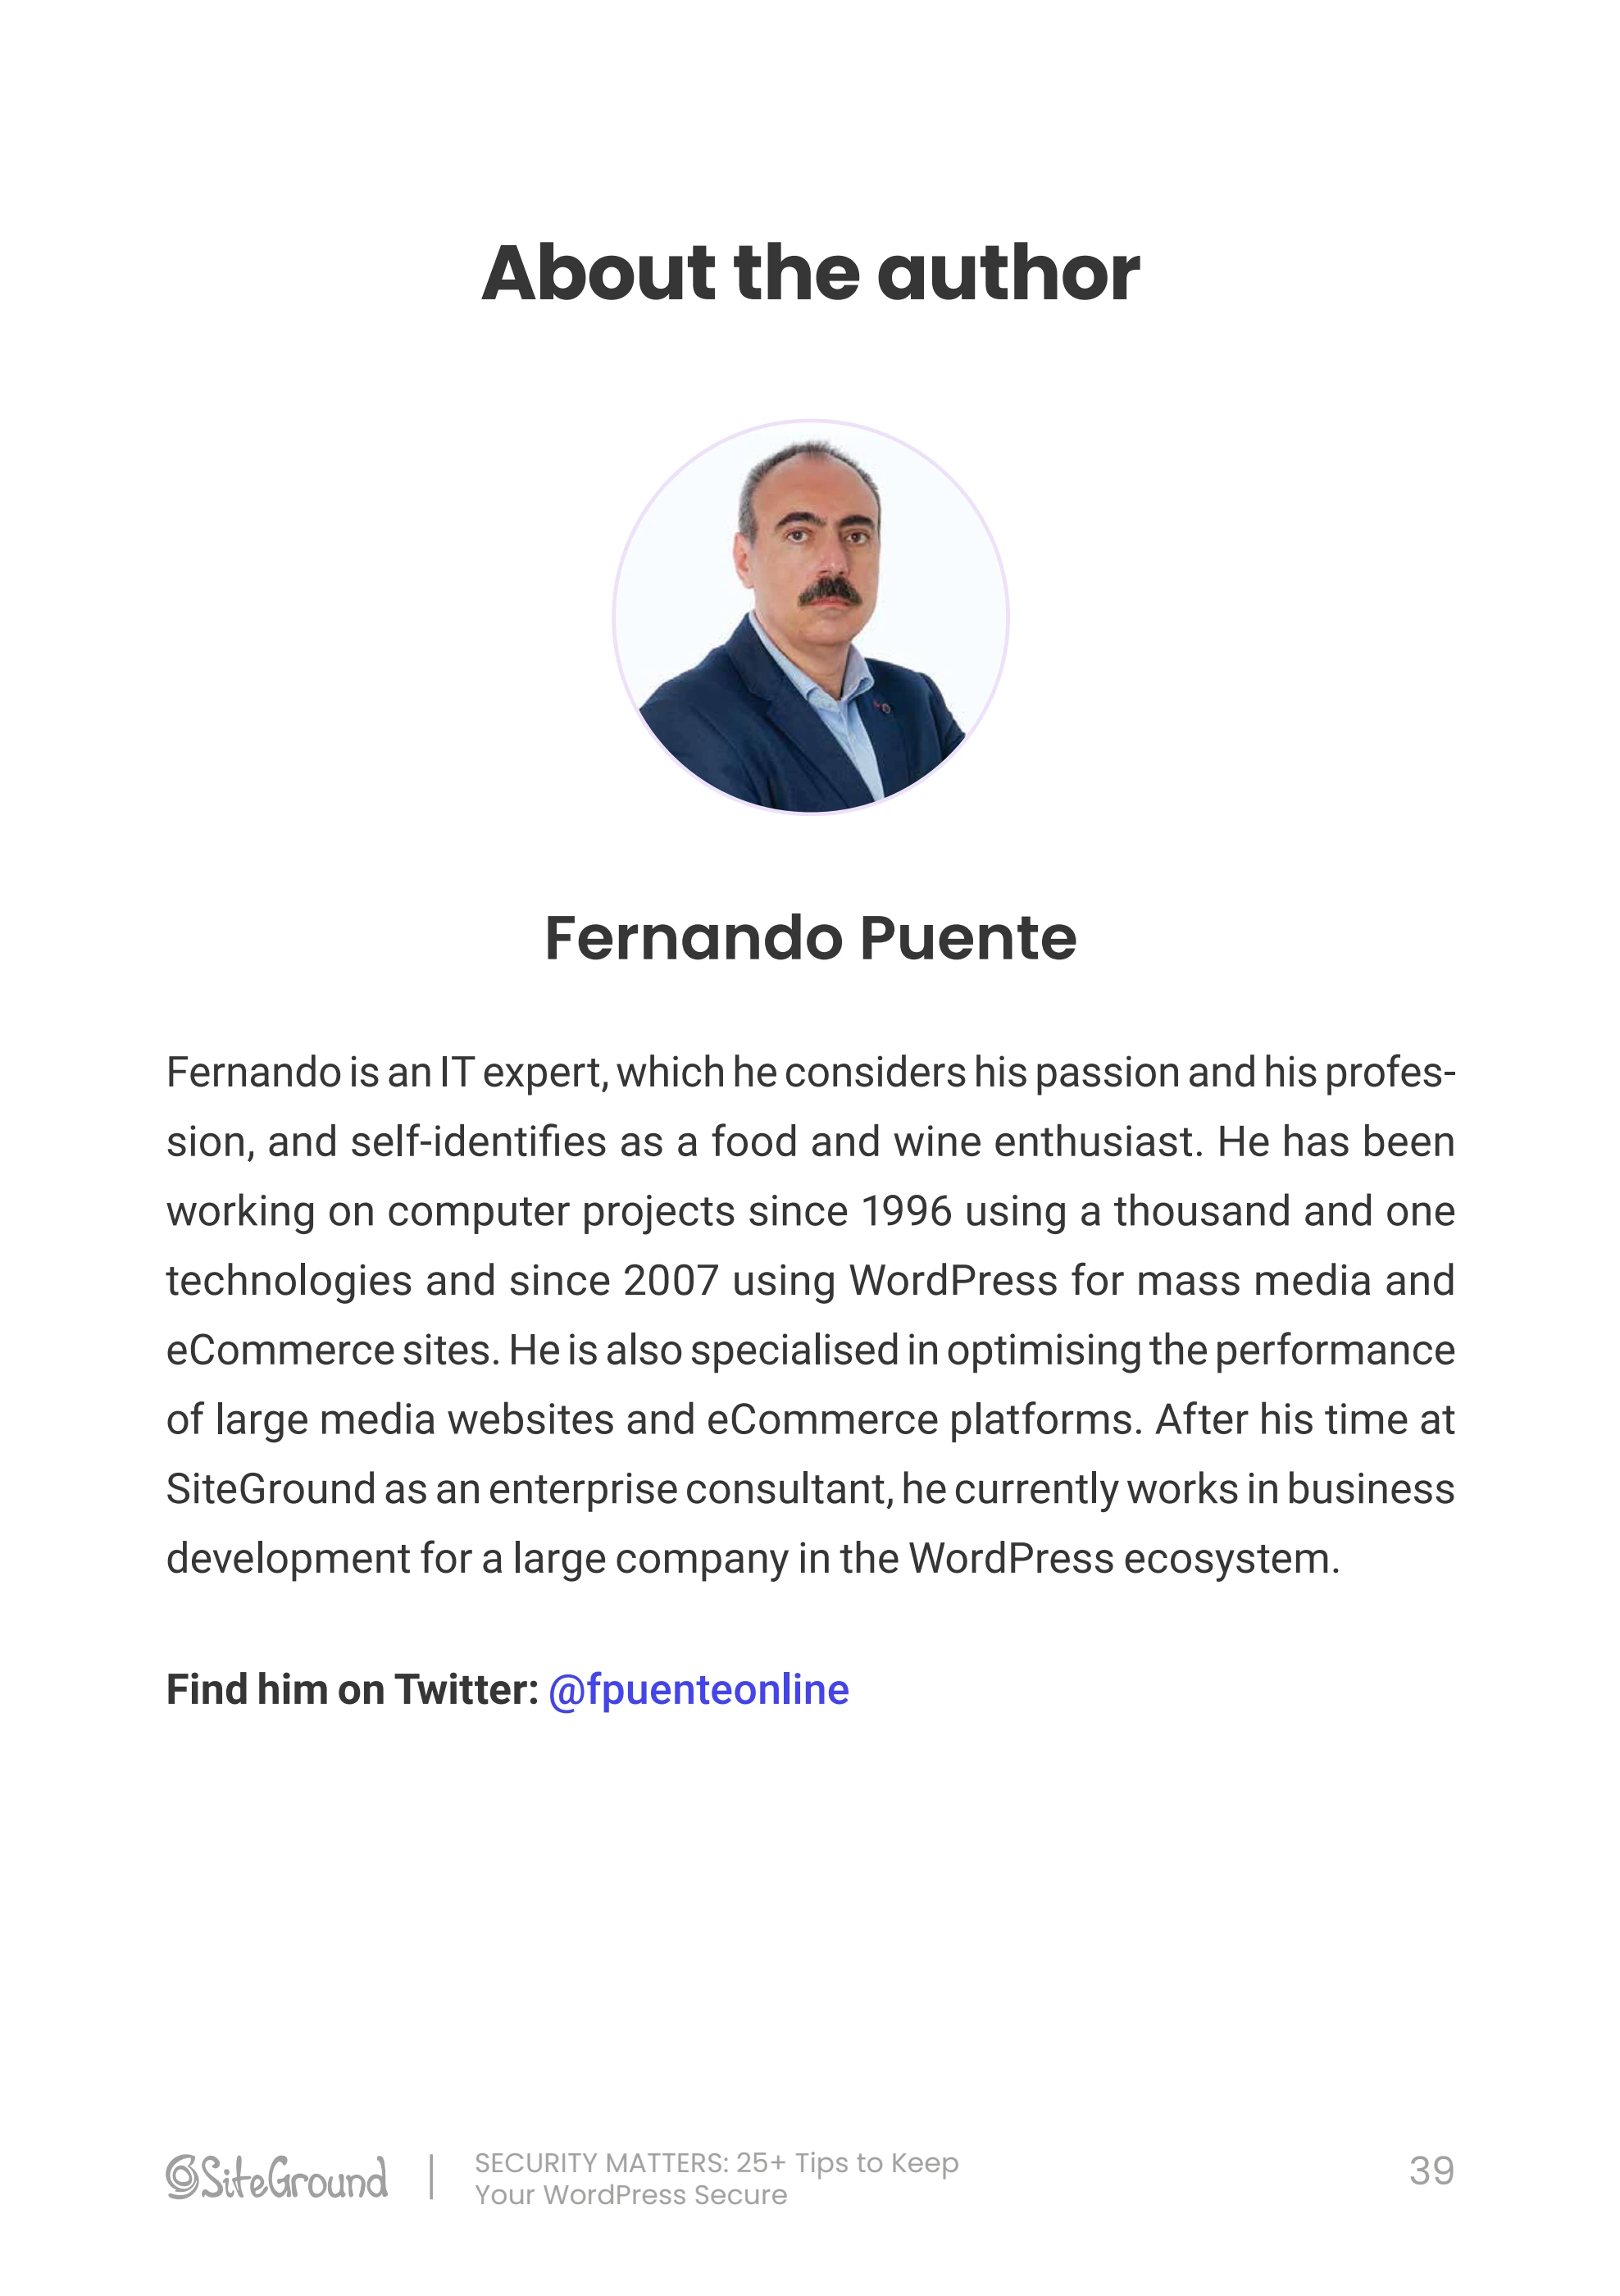 About the author
Fernando Puente
Fernando is an IT expert, which he considers his passion and his profes-
sion, and self-identifies as a food and wine enthusiast. He has been
working on computer projects since 1996 using a thousand and one
technologies and since 2007 using WordPress for mass media and
eCommerce sites. He is also specialised in optimising the performance
of large media websites and eCommerce platforms. After his time at
SiteGround as an enterprise consultant, he currently works in business
development for a large company in the WordPress ecosystem.
Find him on Twitter: @fpuenteonline
SiteGround
SECURITY MATTERS: 25+ Tips to Keep
Your WordPress Secure
39